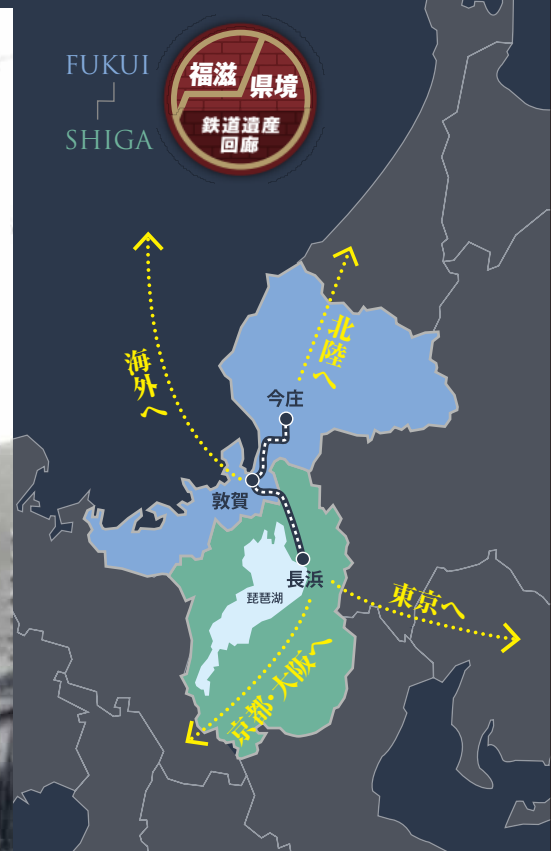 FUKUI
SHIGA
福滋
県境
鉄道遺産
回廊
海外へ
北陸へ
今庄
敦賀
長浜
琵琶湖
東京へ
京都・大阪へ